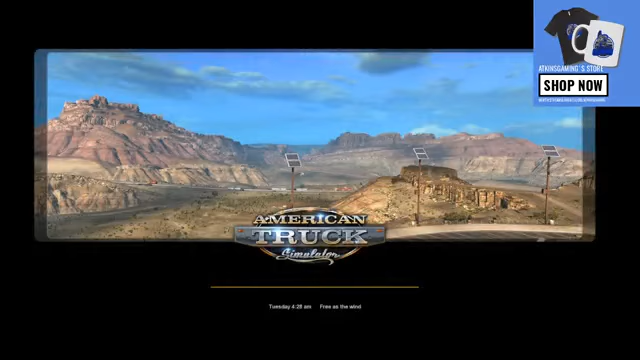 ATKINSGAMING'S STORE
SHOP NOW
AMERICAN
TRUCK
Simulator
Tuesday 4:28 am Free as the wind